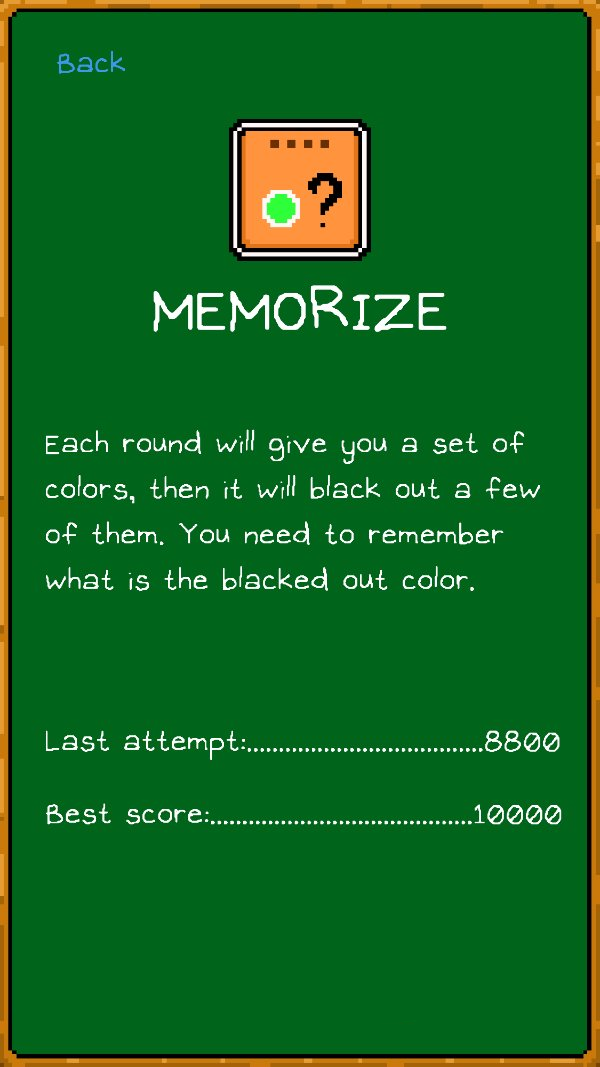 Back
?
MEMORIZE
Each round will give you a set of
colors, then it will black out a few
of them. You need to remember
what is the blacked out color.
Last attempt:.....................................8800
Best score:.........................................10000